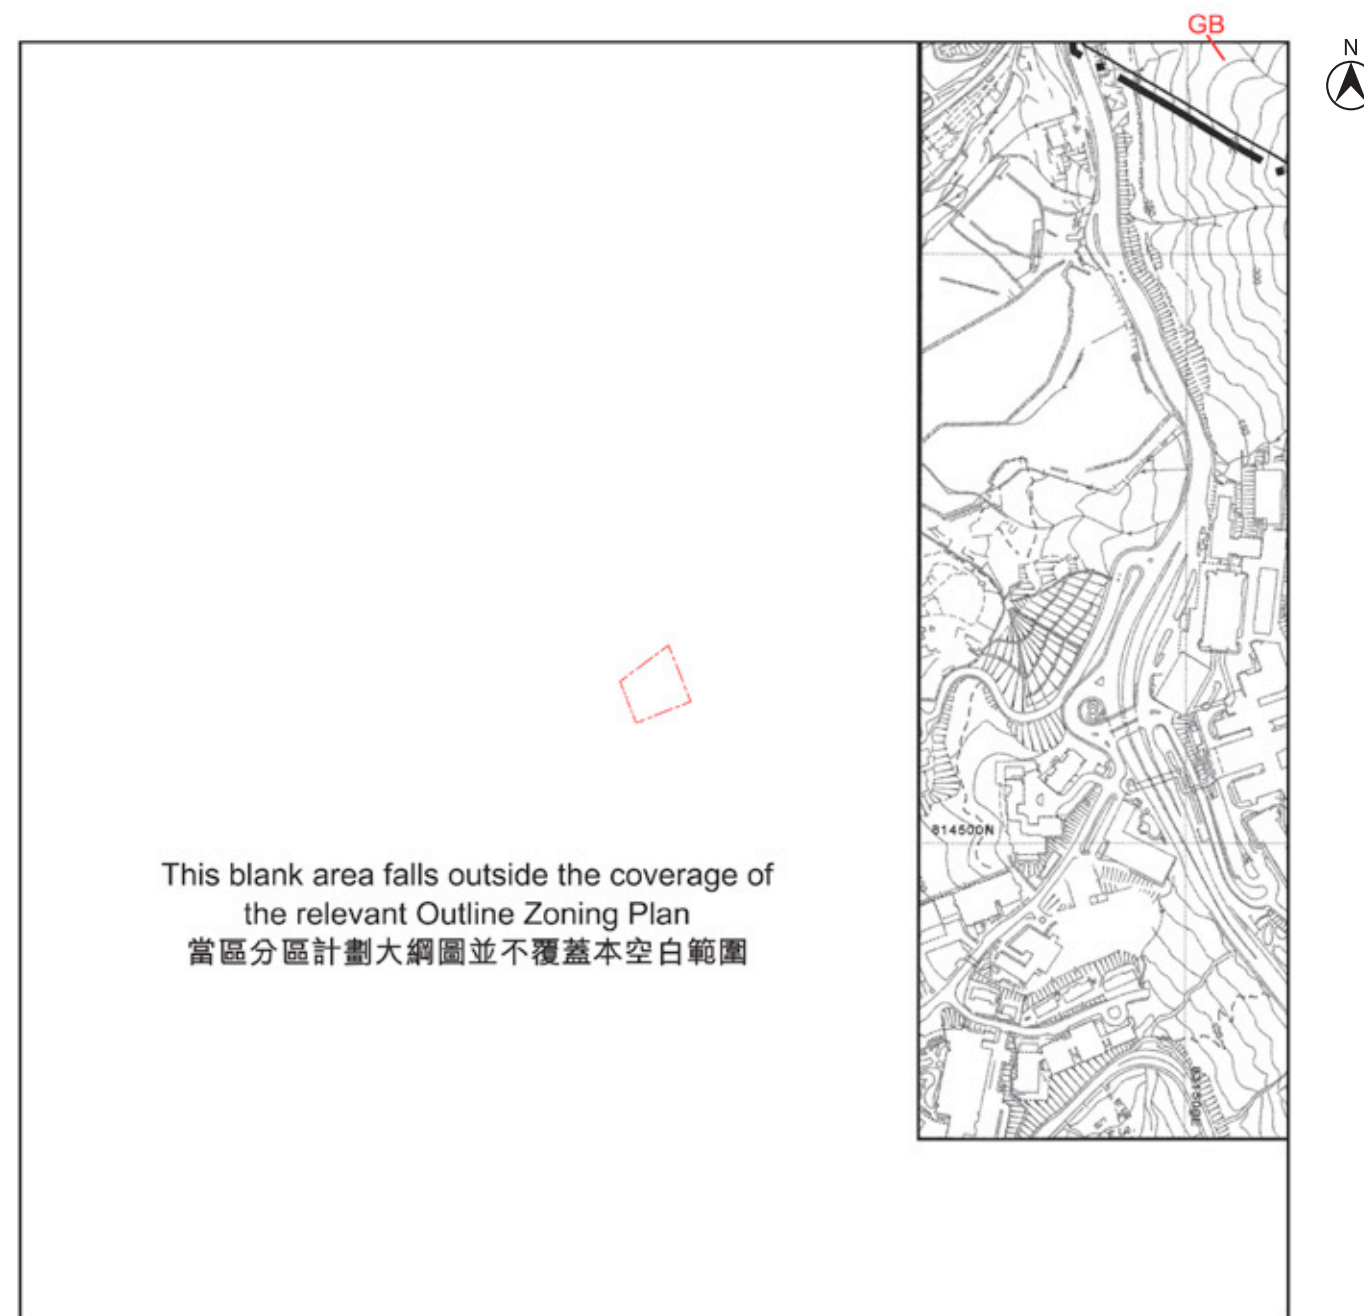 GB
N
814500N
This blank area falls outside the coverage of
the relevant Outline Zoning Plan
當區分區計劃大綱圖並不覆蓋本空白範圍